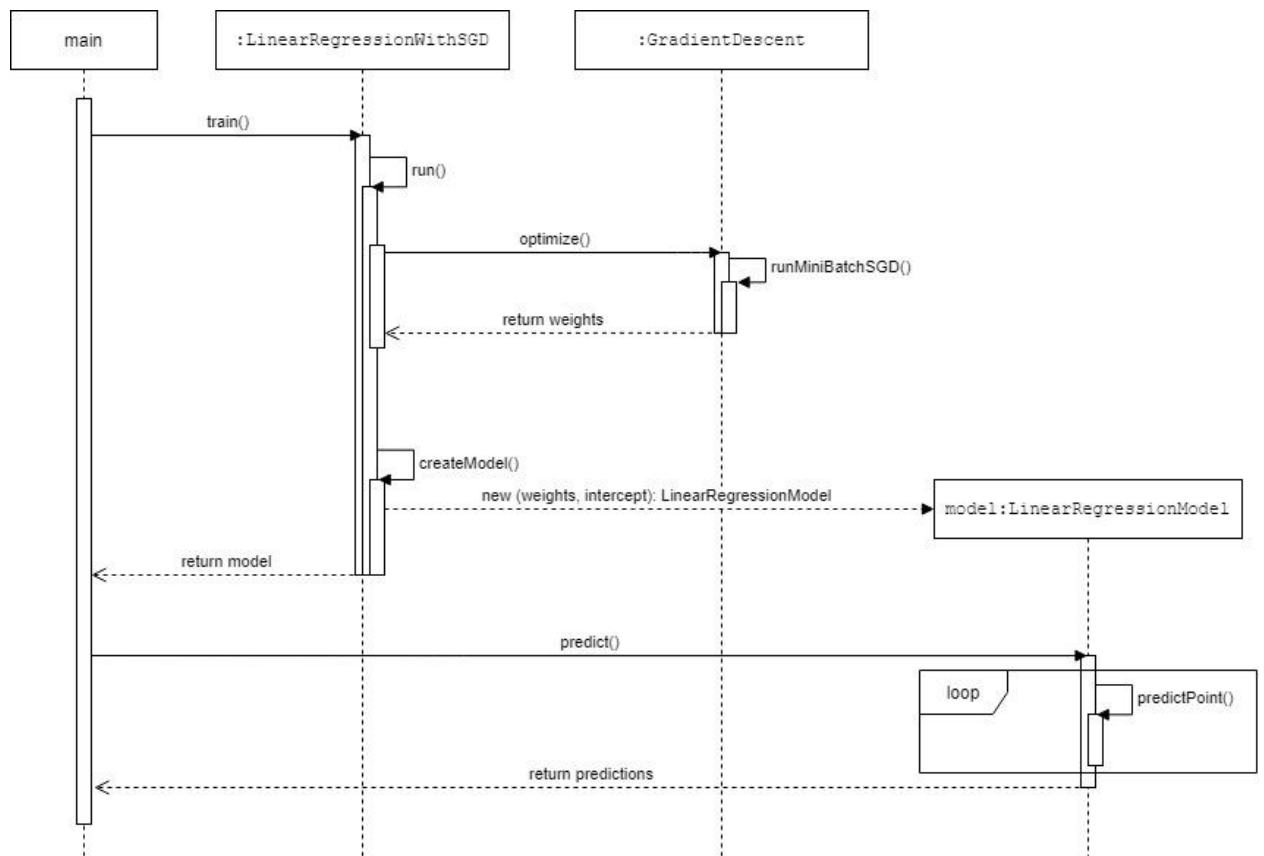 main
:LinearRegressionWithSGD
:GradientDescent
train()
run()
optimize()
runMiniBatchSGD()
return weights
createModel()
new (weights, intercept): LinearRegressionModel
model:LinearRegressionModel
return model
predict()
loop
predictPoint()
return predictions